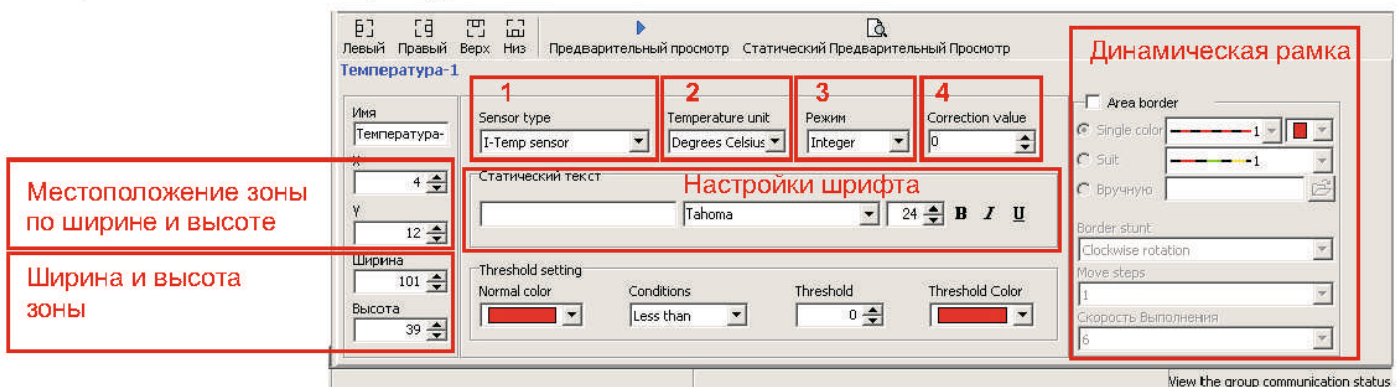 Левый Правый Верх Низ Предварительный просмотр Статический Предварительный Просмотр
Температура-1
Динамическая рамка
1 2 3 4
Имя
Sensor type Temperature unit Режим Correction value
Area border
Температура-
I-Temp sensor Degrees Celsius Integer 0
Single color 1
X
4
Suit 1
Местоположение зоны
по ширине и высоте
Статический текст
Настройки шрифта
Вручную
Tahoma 24 B I U
Y
12
Border stunt
Clockwise rotation
Ширина и высота
зоны
Ширина
101
Threshold setting
Move steps
Normal color Conditions Threshold Threshold Color
1
Высота
Less than 0
Скорость Выполнения
39
6
View the group communication status